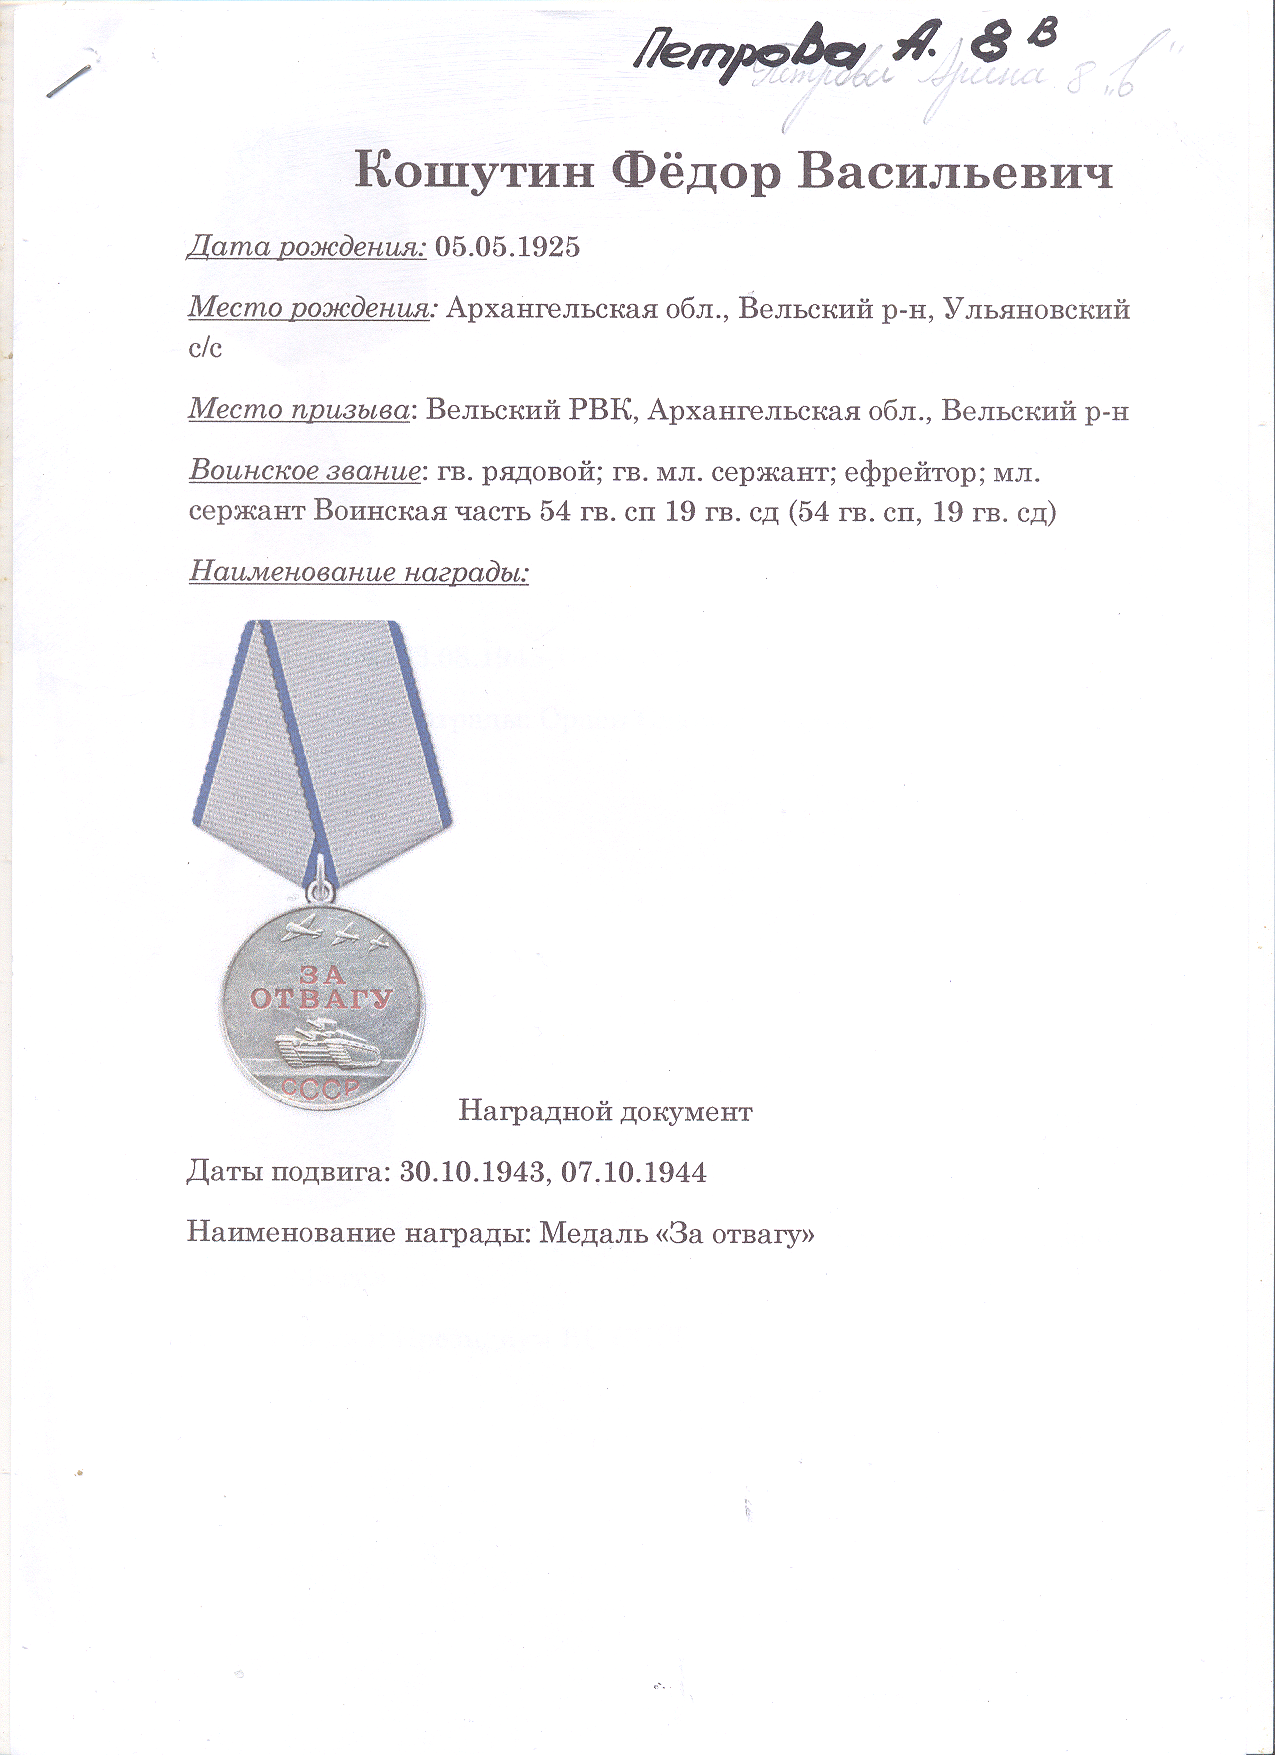 Петрова А. 8 В
Петрова Арина 8 "в"
Кошутин Фёдор Васильевич
Дата рождения: 05.05.1925
Место рождения: Архангельская обл., Вельский р-н, Ульяновский
с/с
Место призыва: Вельский РВК, Архангельская обл., Вельский р-н
Воинское звание: гв. рядовой; гв. мл. сержант; ефрейтор; мл.
сержант Воинская часть 54 гв. сп 19 гв. сд (54 гв. сп, 19 гв. сд)
Наименование награды:
ЗА
ОТВАГУ
СССР
Наградной документ
Даты подвига: 30.10.1943, 07.10.1944
Наименование награды: Медаль «За отвагу»